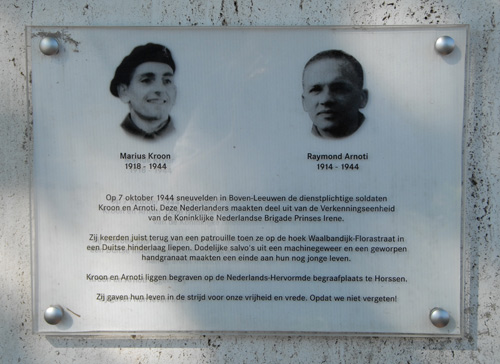 Marius Kroon
1918 - 1944
Raymond Arnoti
1914 - 1944
Op 7 oktober 1944 sneuvelden in Boven-Leeuwen de dienstplichtige soldaten
Kroon en Arnoti. Deze Nederlanders maakten deel uit van de Verkenningseenheid
van de Koninklijke Nederlandse Brigade Prinses Irene.
Zij keerden juist terug van een patrouille toen ze op de hoek Waalbandijk-Florastraat in
een Duitse hinderlaag liepen. Dodelijke salvo's uit een machinegeweer en een geworpen
handgranaat maakten een einde aan hun nog jonge leven.
Kroon en Arnoti liggen begraven op de Nederlands-Hervormde begraafplaats te Horssen.
Zij gaven hun leven in de strijd voor onze vrijheid en vrede. Opdat we niet vergeten!